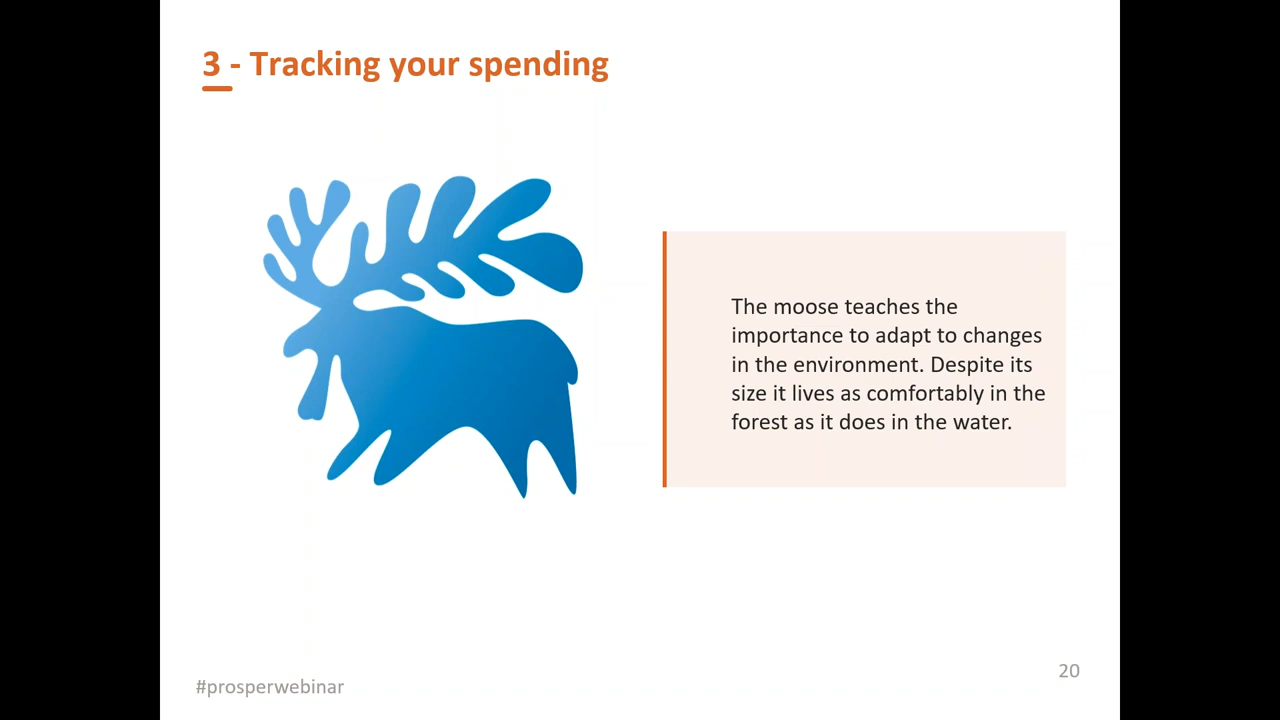 3 - Tracking your spending
The moose teaches the
importance to adapt to changes
in the environment. Despite its
size it lives as comfortably in the
forest as it does in the water.
#prosperwebinar
20